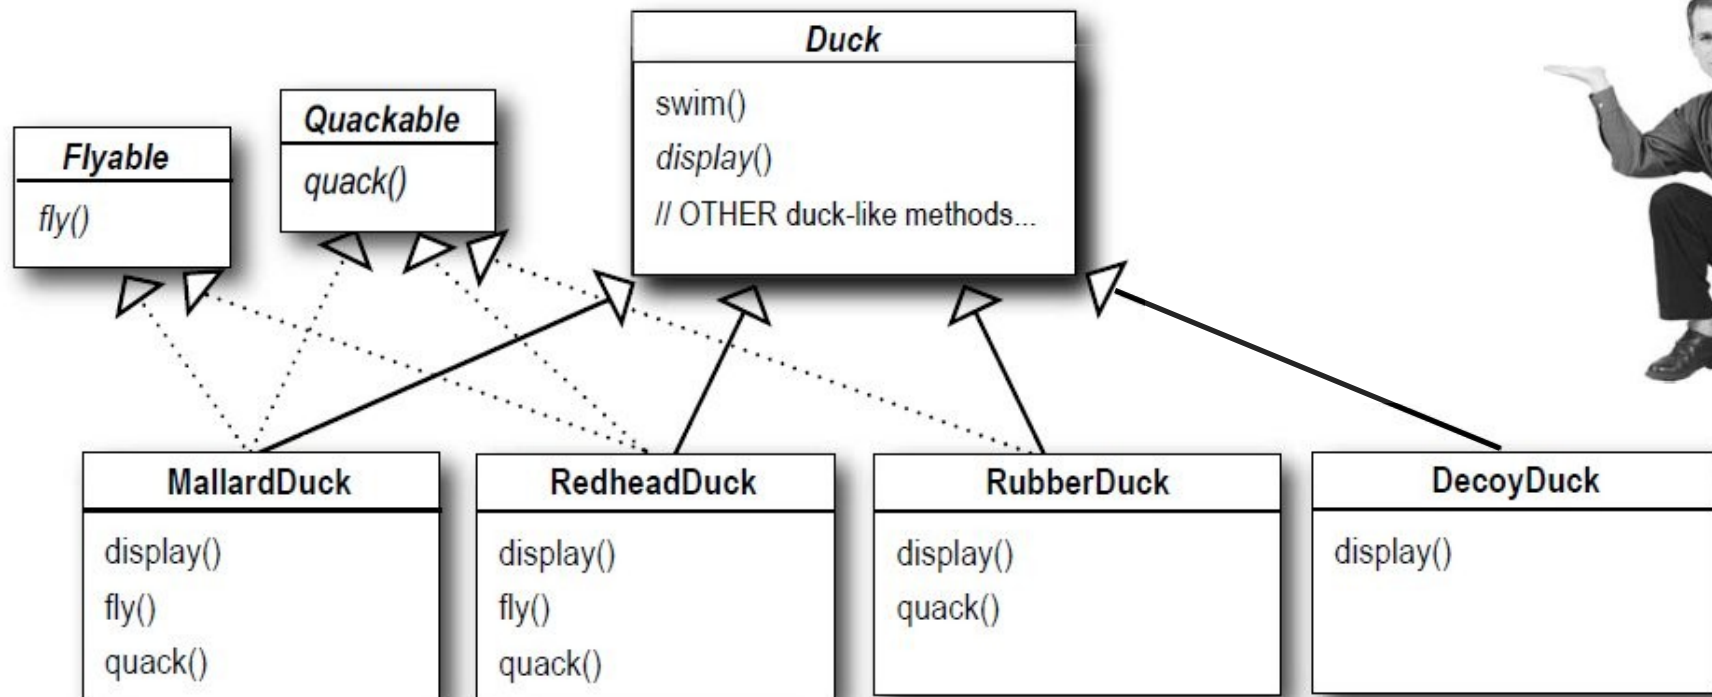 Duck
swim()
display()
// OTHER duck-like methods...
Quackable
quack()
Flyable
fly()
MallardDuck
display()
fly()
quack()
RedheadDuck
display()
fly()
quack()
RubberDuck
display()
quack()
DecoyDuck
display()